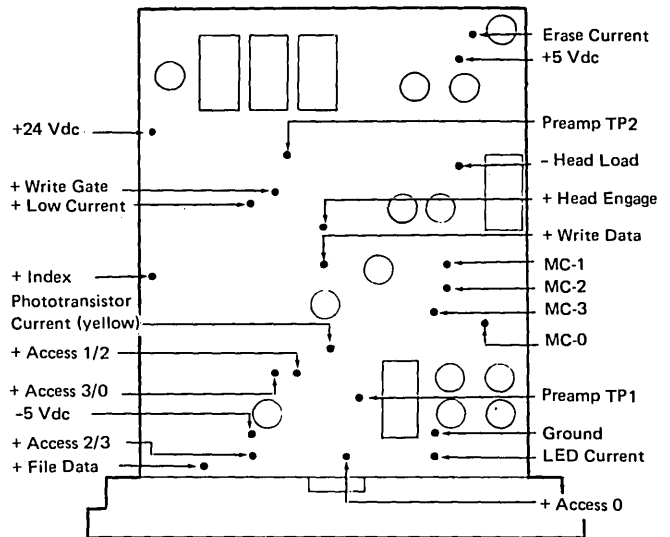 Erase Current
+5 Vdc
+24 Vdc
Preamp TP2
- Head Load
+ Write Gate
+ Low Current
+ Head Engage
+ Write Data
+ Index
MC-1
MC-2
MC-3
MC-0
Phototransistor
Current (yellow)
+ Access 1/2
+ Access 3/0
-5 Vdc
+ Access 2/3
+ File Data
Preamp TP1
Ground
LED Current
+ Access 0